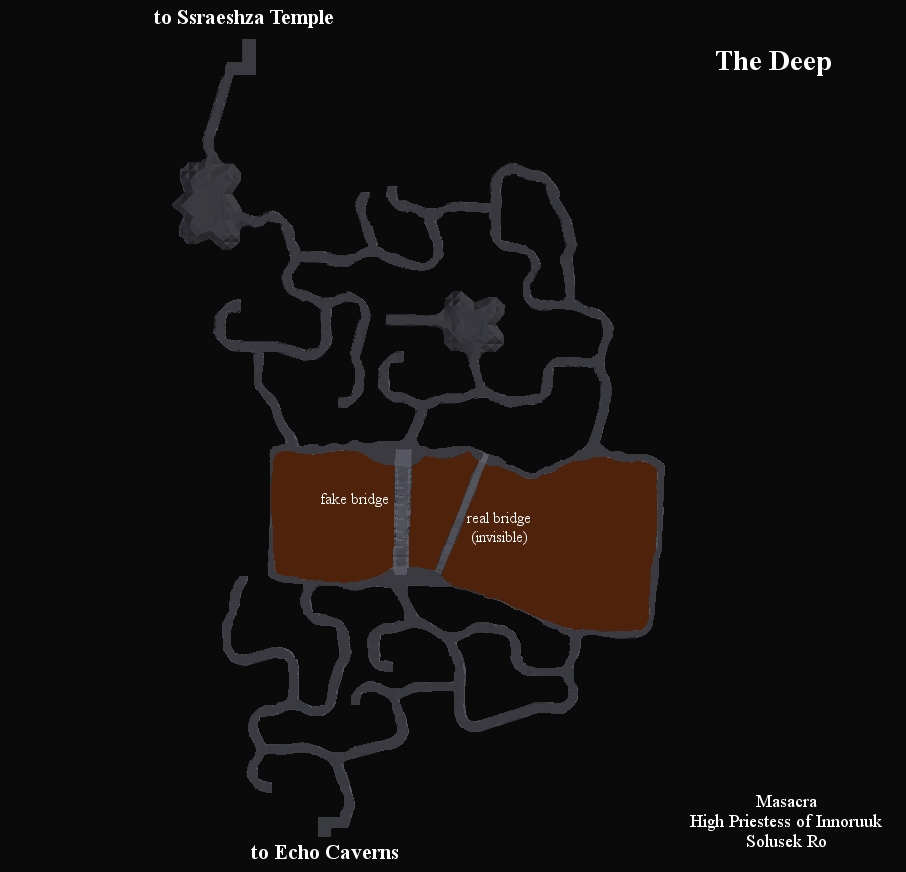 to Ssraeshza Temple
The Deep
fake bridge
real bridge
(invisible)
Masacra
High Priestess of Innoruuk
Solusek Ro
to Echo Caverns